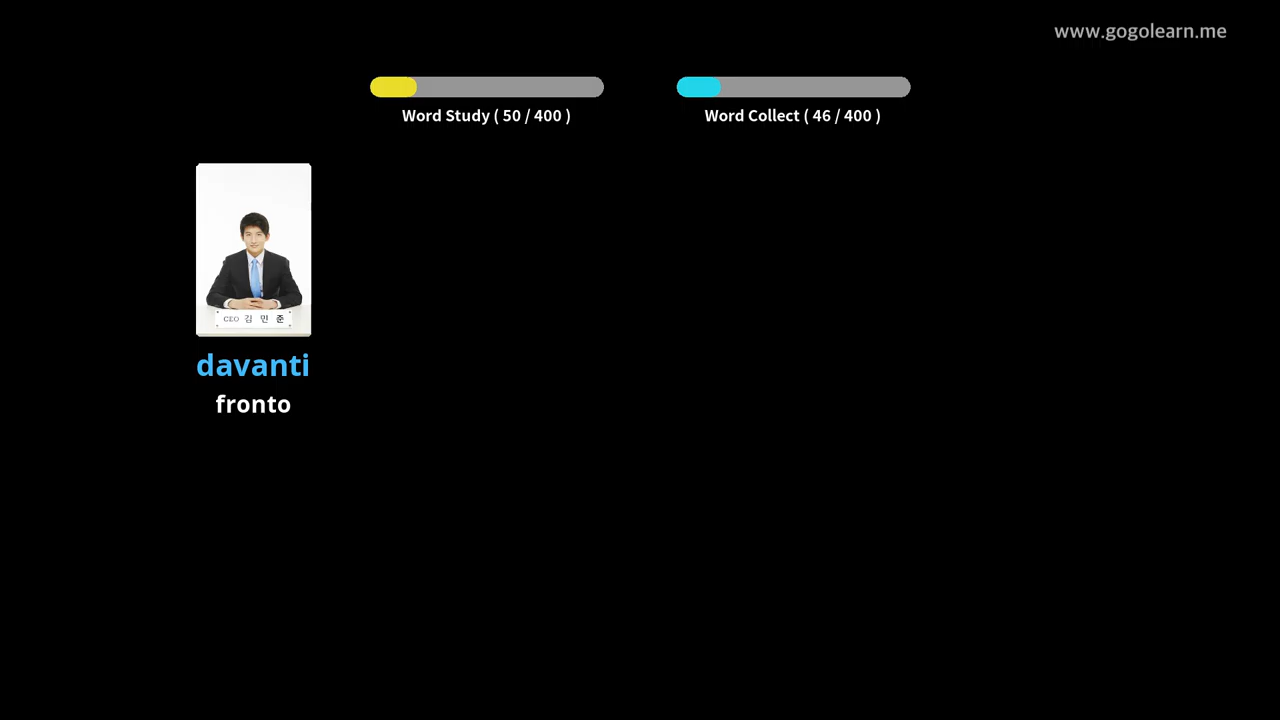 www.gogolearn.me
Word Study ( 50 / 400 )
Word Collect ( 46 / 400 )
CEO 김 민 준
davanti
fronto